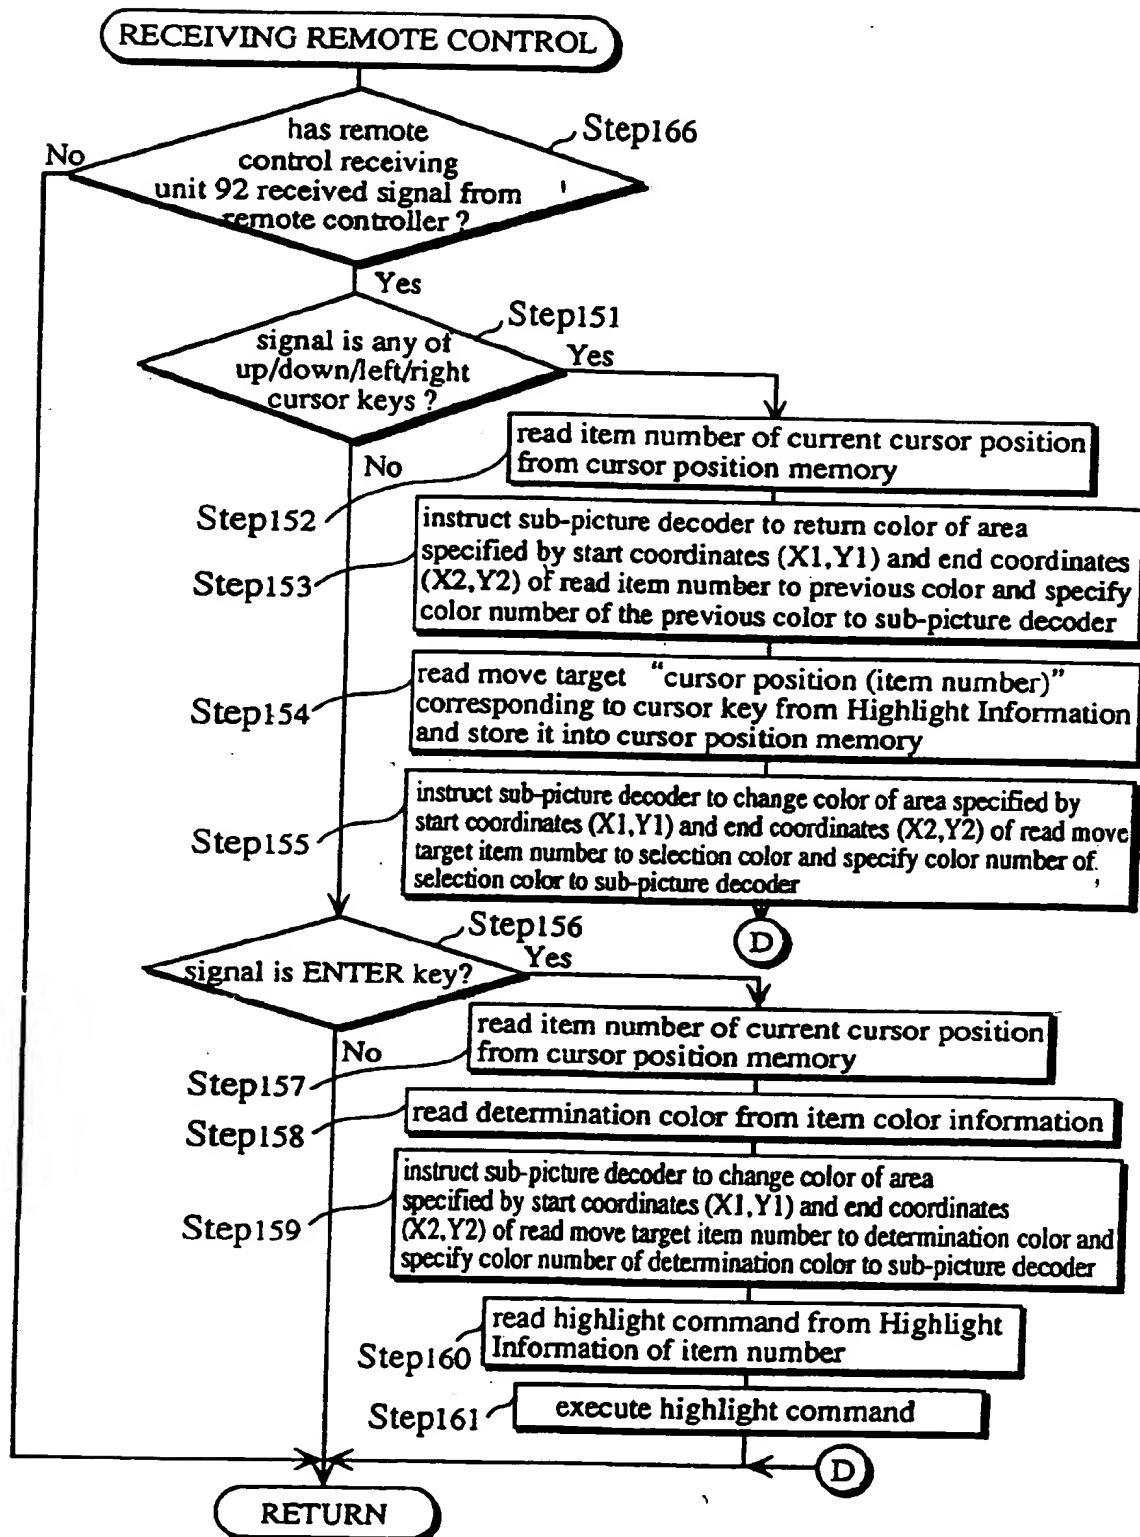 RECEIVING REMOTE CONTROL
has remote
control receiving
unit 92 received signal from
remote controller ?
Step166
No
Yes
signal is any of
up/down/left/right
cursor keys ?
Step151
Yes
No
read item number of current cursor position
from cursor position memory
Step152
instruct sub-picture decoder to return color of area
specified by start coordinates (X1,Y1) and end coordinates
(X2,Y2) of read item number to previous color and specify
color number of the previous color to sub-picture decoder
Step153
read move target "cursor position (item number)"
corresponding to cursor key from Highlight Information
and store it into cursor position memory
Step154
instruct sub-picture decoder to change color of area specified by
start coordinates (X1,Y1) and end coordinates (X2,Y2) of read move
target item number to selection color and specify color number of
selection color to sub-picture decoder
Step155
D
signal is ENTER key?
Step156
Yes
No
read item number of current cursor position
from cursor position memory
Step157
read determination color from item color information
Step158
instruct sub-picture decoder to change color of area
specified by start coordinates (X1,Y1) and end coordinates
(X2,Y2) of read move target item number to determination color and
specify color number of determination color to sub-picture decoder
Step159
read highlight command from Highlight
Information of item number
Step160
execute highlight command
Step161
D
RETURN